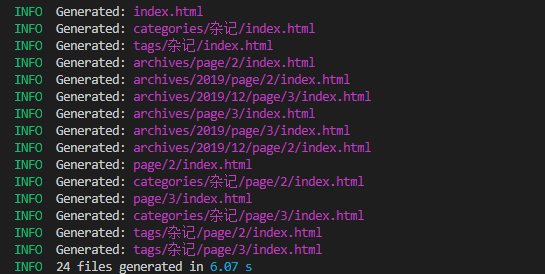 INFO  Generated: index.html
INFO  Generated: categories/杂记/index.html
INFO  Generated: tags/杂记/index.html
INFO  Generated: archives/page/2/index.html
INFO  Generated: archives/2019/page/2/index.html
INFO  Generated: archives/2019/12/page/3/index.html
INFO  Generated: archives/page/3/index.html
INFO  Generated: archives/2019/page/3/index.html
INFO  Generated: archives/2019/12/page/2/index.html
INFO  Generated: page/2/index.html
INFO  Generated: categories/杂记/page/2/index.html
INFO  Generated: page/3/index.html
INFO  Generated: categories/杂记/page/3/index.html
INFO  Generated: tags/杂记/page/2/index.html
INFO  Generated: tags/杂记/page/3/index.html
INFO  24 files generated in 6.07 s